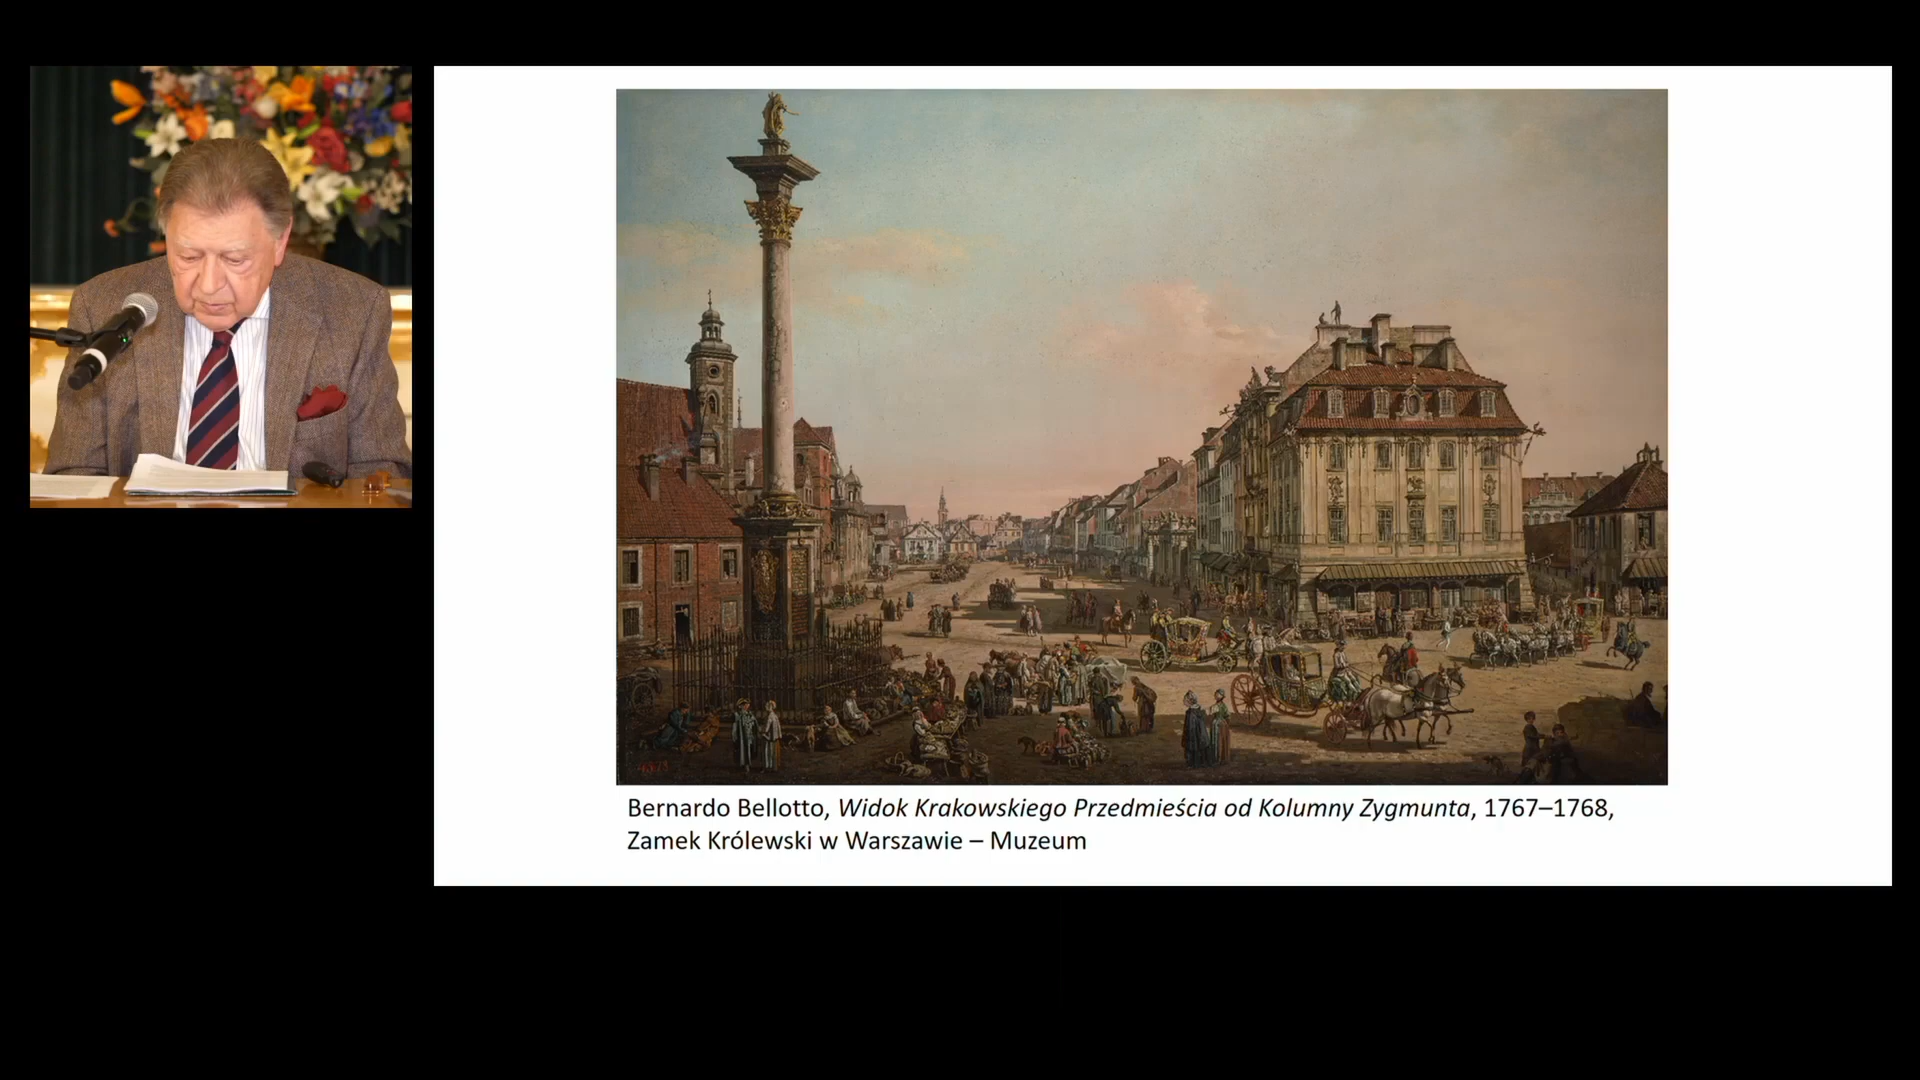 Bernardo Bellotto, Widok Krakowskiego Przedmieścia od Kolumny Zygmunta, 1767–1768,
Zamek Królewski w Warszawie – Muzeum